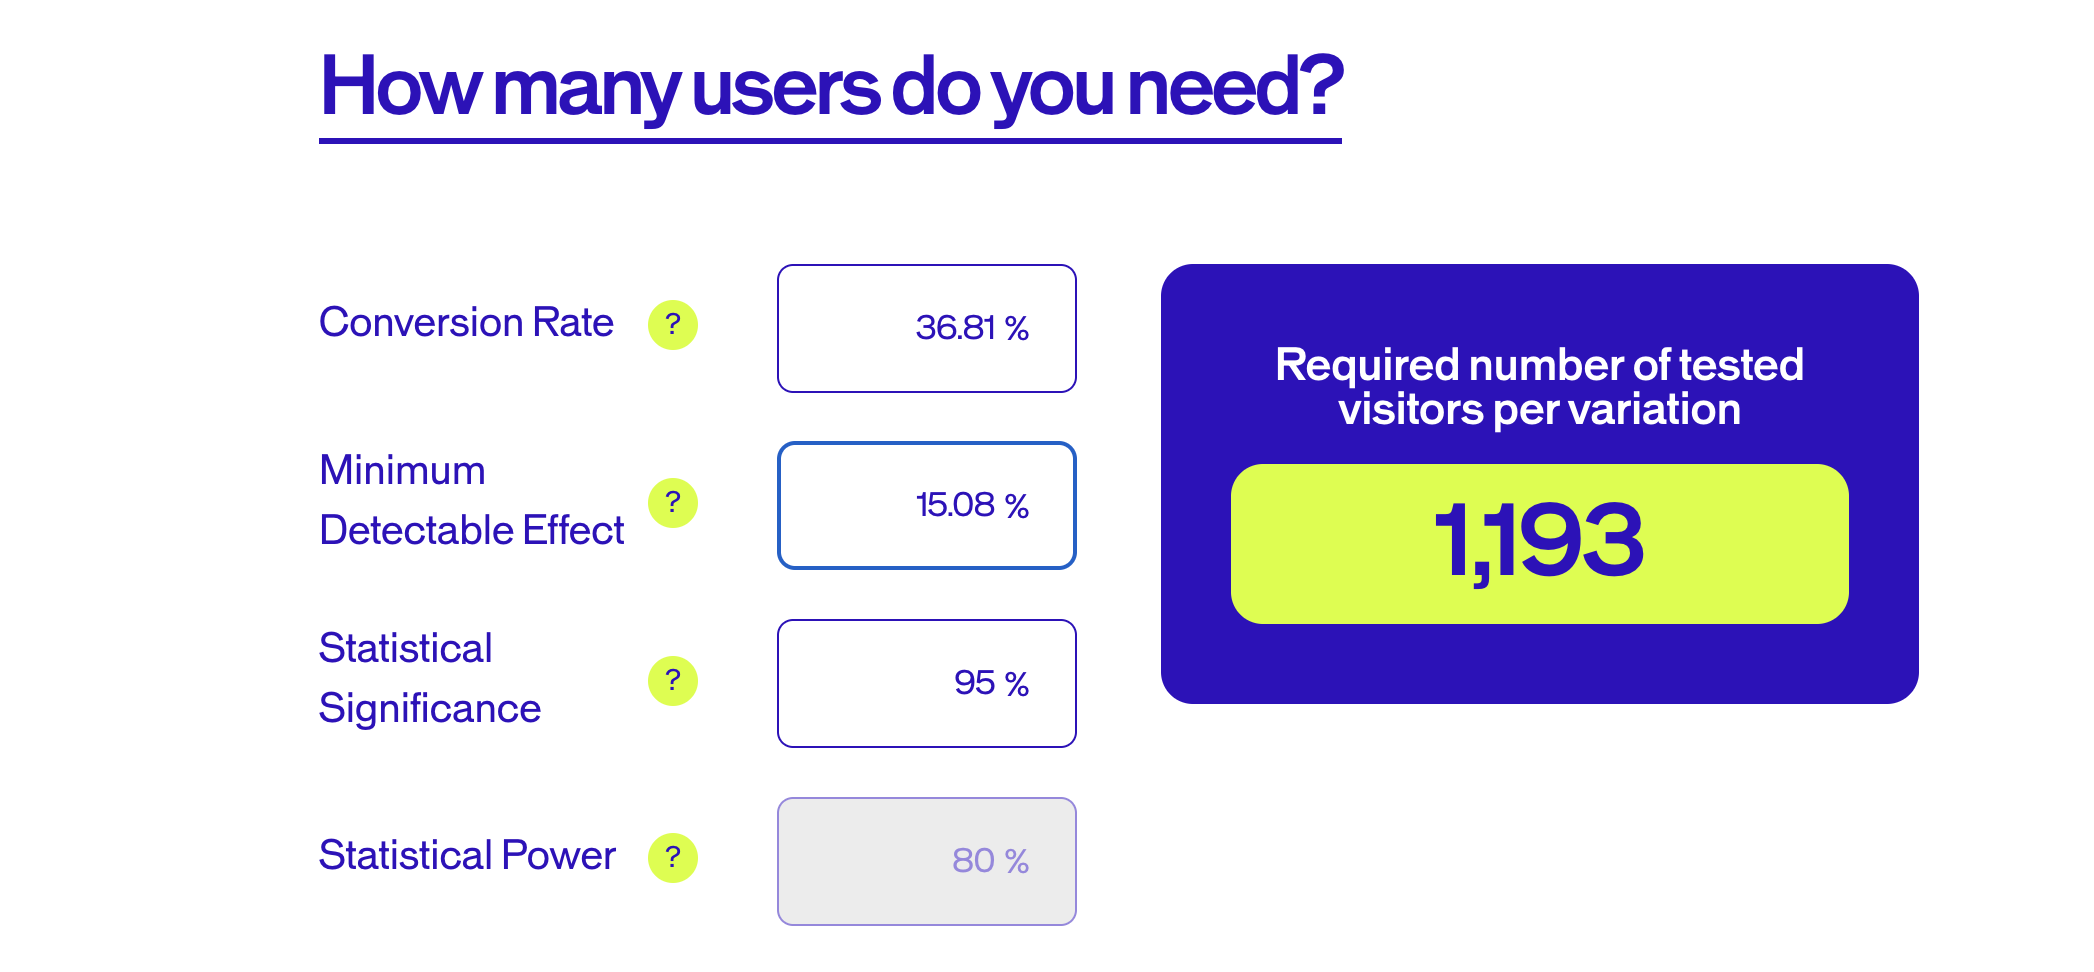 How many users do you need?
Conversion Rate ? 36.81 %
Minimum
Detectable Effect ? 15.08 %
Statistical
Significance ? 95 %
Statistical Power ? 80 %
Required number of tested
visitors per variation
1,193